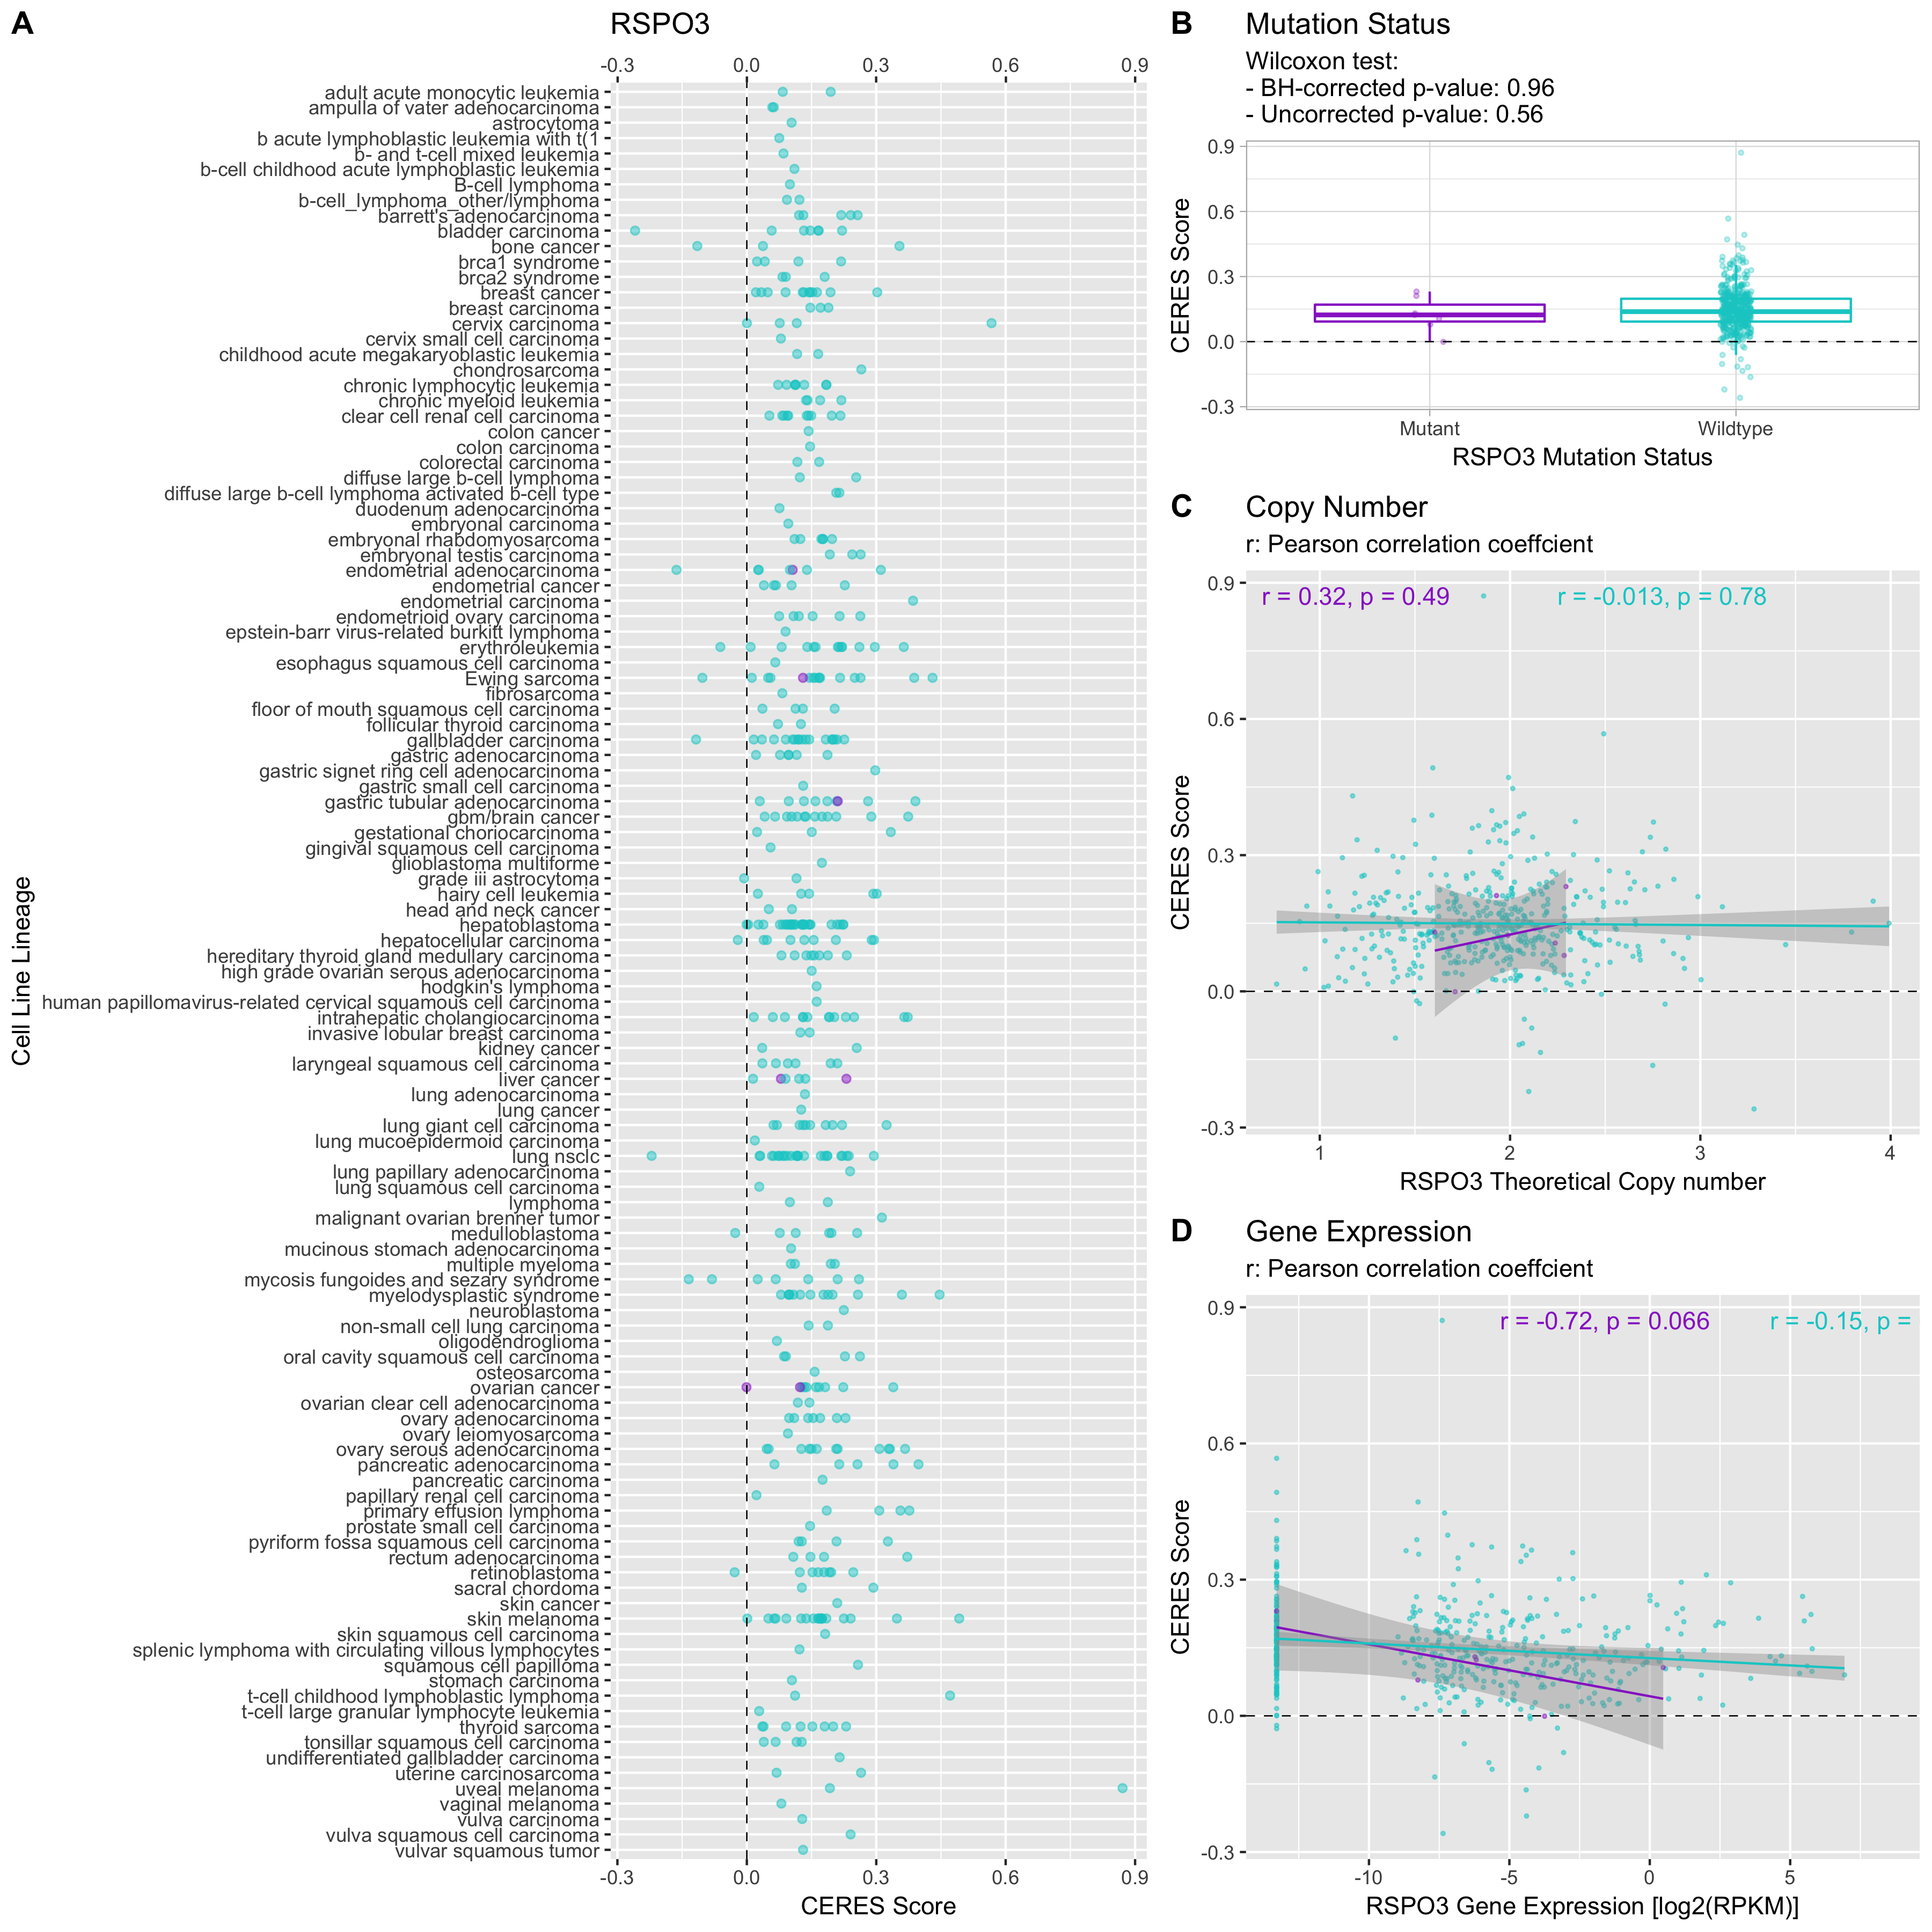 A
RSPO3
-0.3 0.0 0.3 0.6 0.9
adult acute monocytic leukemia
ampulla of vater adenocarcinoma
astrocytoma
b acute lymphoblastic leukemia with t(1
b- and t-cell mixed leukemia
b-cell childhood acute lymphoblastic leukemia
B-cell lymphoma
b-cell_lymphoma_other/lymphoma
barrett's adenocarcinoma
bladder carcinoma
bone cancer
brca1 syndrome
brca2 syndrome
breast cancer
breast carcinoma
cervix carcinoma
cervix small cell carcinoma
childhood acute megakaryoblastic leukemia
chondrosarcoma
chronic lymphocytic leukemia
chronic myeloid leukemia
clear cell renal cell carcinoma
colon cancer
colon carcinoma
colorectal carcinoma
diffuse large b-cell lymphoma
diffuse large b-cell lymphoma activated b-cell type
duodenum adenocarcinoma
embryonal carcinoma
embryonal rhabdomyosarcoma
embryonal testis carcinoma
endometrial adenocarcinoma
endometrial cancer
endometrial carcinoma
endometrioid ovary carcinoma
epstein-barr virus-related burkitt lymphoma
erythroleukemia
esophagus squamous cell carcinoma
Ewing sarcoma
fibrosarcoma
floor of mouth squamous cell carcinoma
follicular thyroid carcinoma
gallbladder carcinoma
gastric adenocarcinoma
gastric signet ring cell adenocarcinoma
gastric small cell carcinoma
gastric tubular adenocarcinoma
gbm/brain cancer
gestational choriocarcinoma
gingival squamous cell carcinoma
glioblastoma multiforme
grade iii astrocytoma
hairy cell leukemia
head and neck cancer
hepatoblastoma
hepatocellular carcinoma
hereditary thyroid gland medullary carcinoma
high grade ovarian serous adenocarcinoma
hodgkin's lymphoma
human papillomavirus-related cervical squamous cell carcinoma
intrahepatic cholangiocarcinoma
invasive lobular breast carcinoma
kidney cancer
laryngeal squamous cell carcinoma
liver cancer
lung adenocarcinoma
lung cancer
lung giant cell carcinoma
lung mucoepidermoid carcinoma
lung nsclc
lung papillary adenocarcinoma
lung squamous cell carcinoma
lymphoma
malignant ovarian brenner tumor
medulloblastoma
mucinous stomach adenocarcinoma
multiple myeloma
mycosis fungoides and sezary syndrome
myelodysplastic syndrome
neuroblastoma
non-small cell lung carcinoma
oligodendroglioma
oral cavity squamous cell carcinoma
osteosarcoma
ovarian cancer
ovarian clear cell adenocarcinoma
ovary adenocarcinoma
ovary leiomyosarcoma
ovary serous adenocarcinoma
pancreatic adenocarcinoma
pancreatic carcinoma
papillary renal cell carcinoma
primary effusion lymphoma
prostate small cell carcinoma
pyriform fossa squamous cell carcinoma
rectum adenocarcinoma
retinoblastoma
sacral chordoma
skin cancer
skin melanoma
skin squamous cell carcinoma
splenic lymphoma with circulating villous lymphocytes
squamous cell papilloma
stomach carcinoma
t-cell childhood lymphoblastic lymphoma
t-cell large granular lymphocyte leukemia
thyroid sarcoma
tonsillar squamous cell carcinoma
undifferentiated gallbladder carcinoma
uterine carcinosarcoma
uveal melanoma
vaginal melanoma
vulva carcinoma
vulva squamous cell carcinoma
vulvar squamous tumor
-0.3 0.0 0.3 0.6 0.9
CERES Score
Cell Line Lineage
B
Mutation Status
Wilcoxon test:
- BH-corrected p-value: 0.96
- Uncorrected p-value: 0.56
0.9
0.6
0.3
0.0
-0.3
CERES Score
Mutant Wildtype
RSPO3 Mutation Status
C
Copy Number
r: Pearson correlation coeffcient
r = 0.32, p = 0.49 r = -0.013, p = 0.78
0.9
0.6
0.3
0.0
-0.3
CERES Score
1 2 3 4
RSPO3 Theoretical Copy number
D
Gene Expression
r: Pearson correlation coeffcient
r = -0.72, p = 0.066 r = -0.15, p =
0.9
0.6
0.3
0.0
-0.3
CERES Score
-10 -5 0 5
RSPO3 Gene Expression [log2(RPKM)]